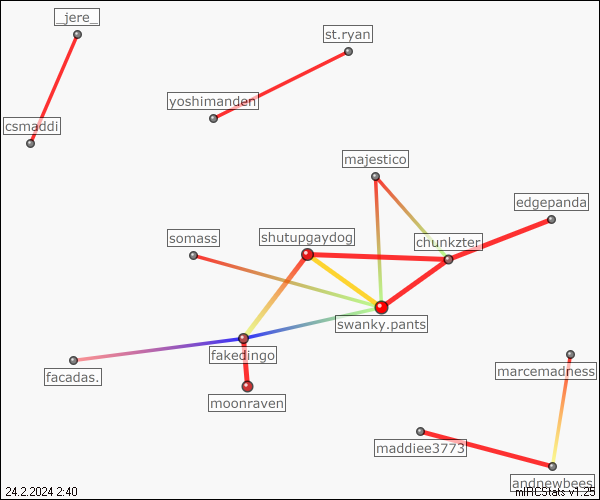 _jere_
st.ryan
yoshimanden
csmaddi
majestico
edgepanda
shutupgaydog
somass
chunkzter
swanky.pants
fakedingo
facadas.
marcemadness
moonraven
maddiee3773
andnewbees
24.2.2024 2:40
mIRCStats v1.25